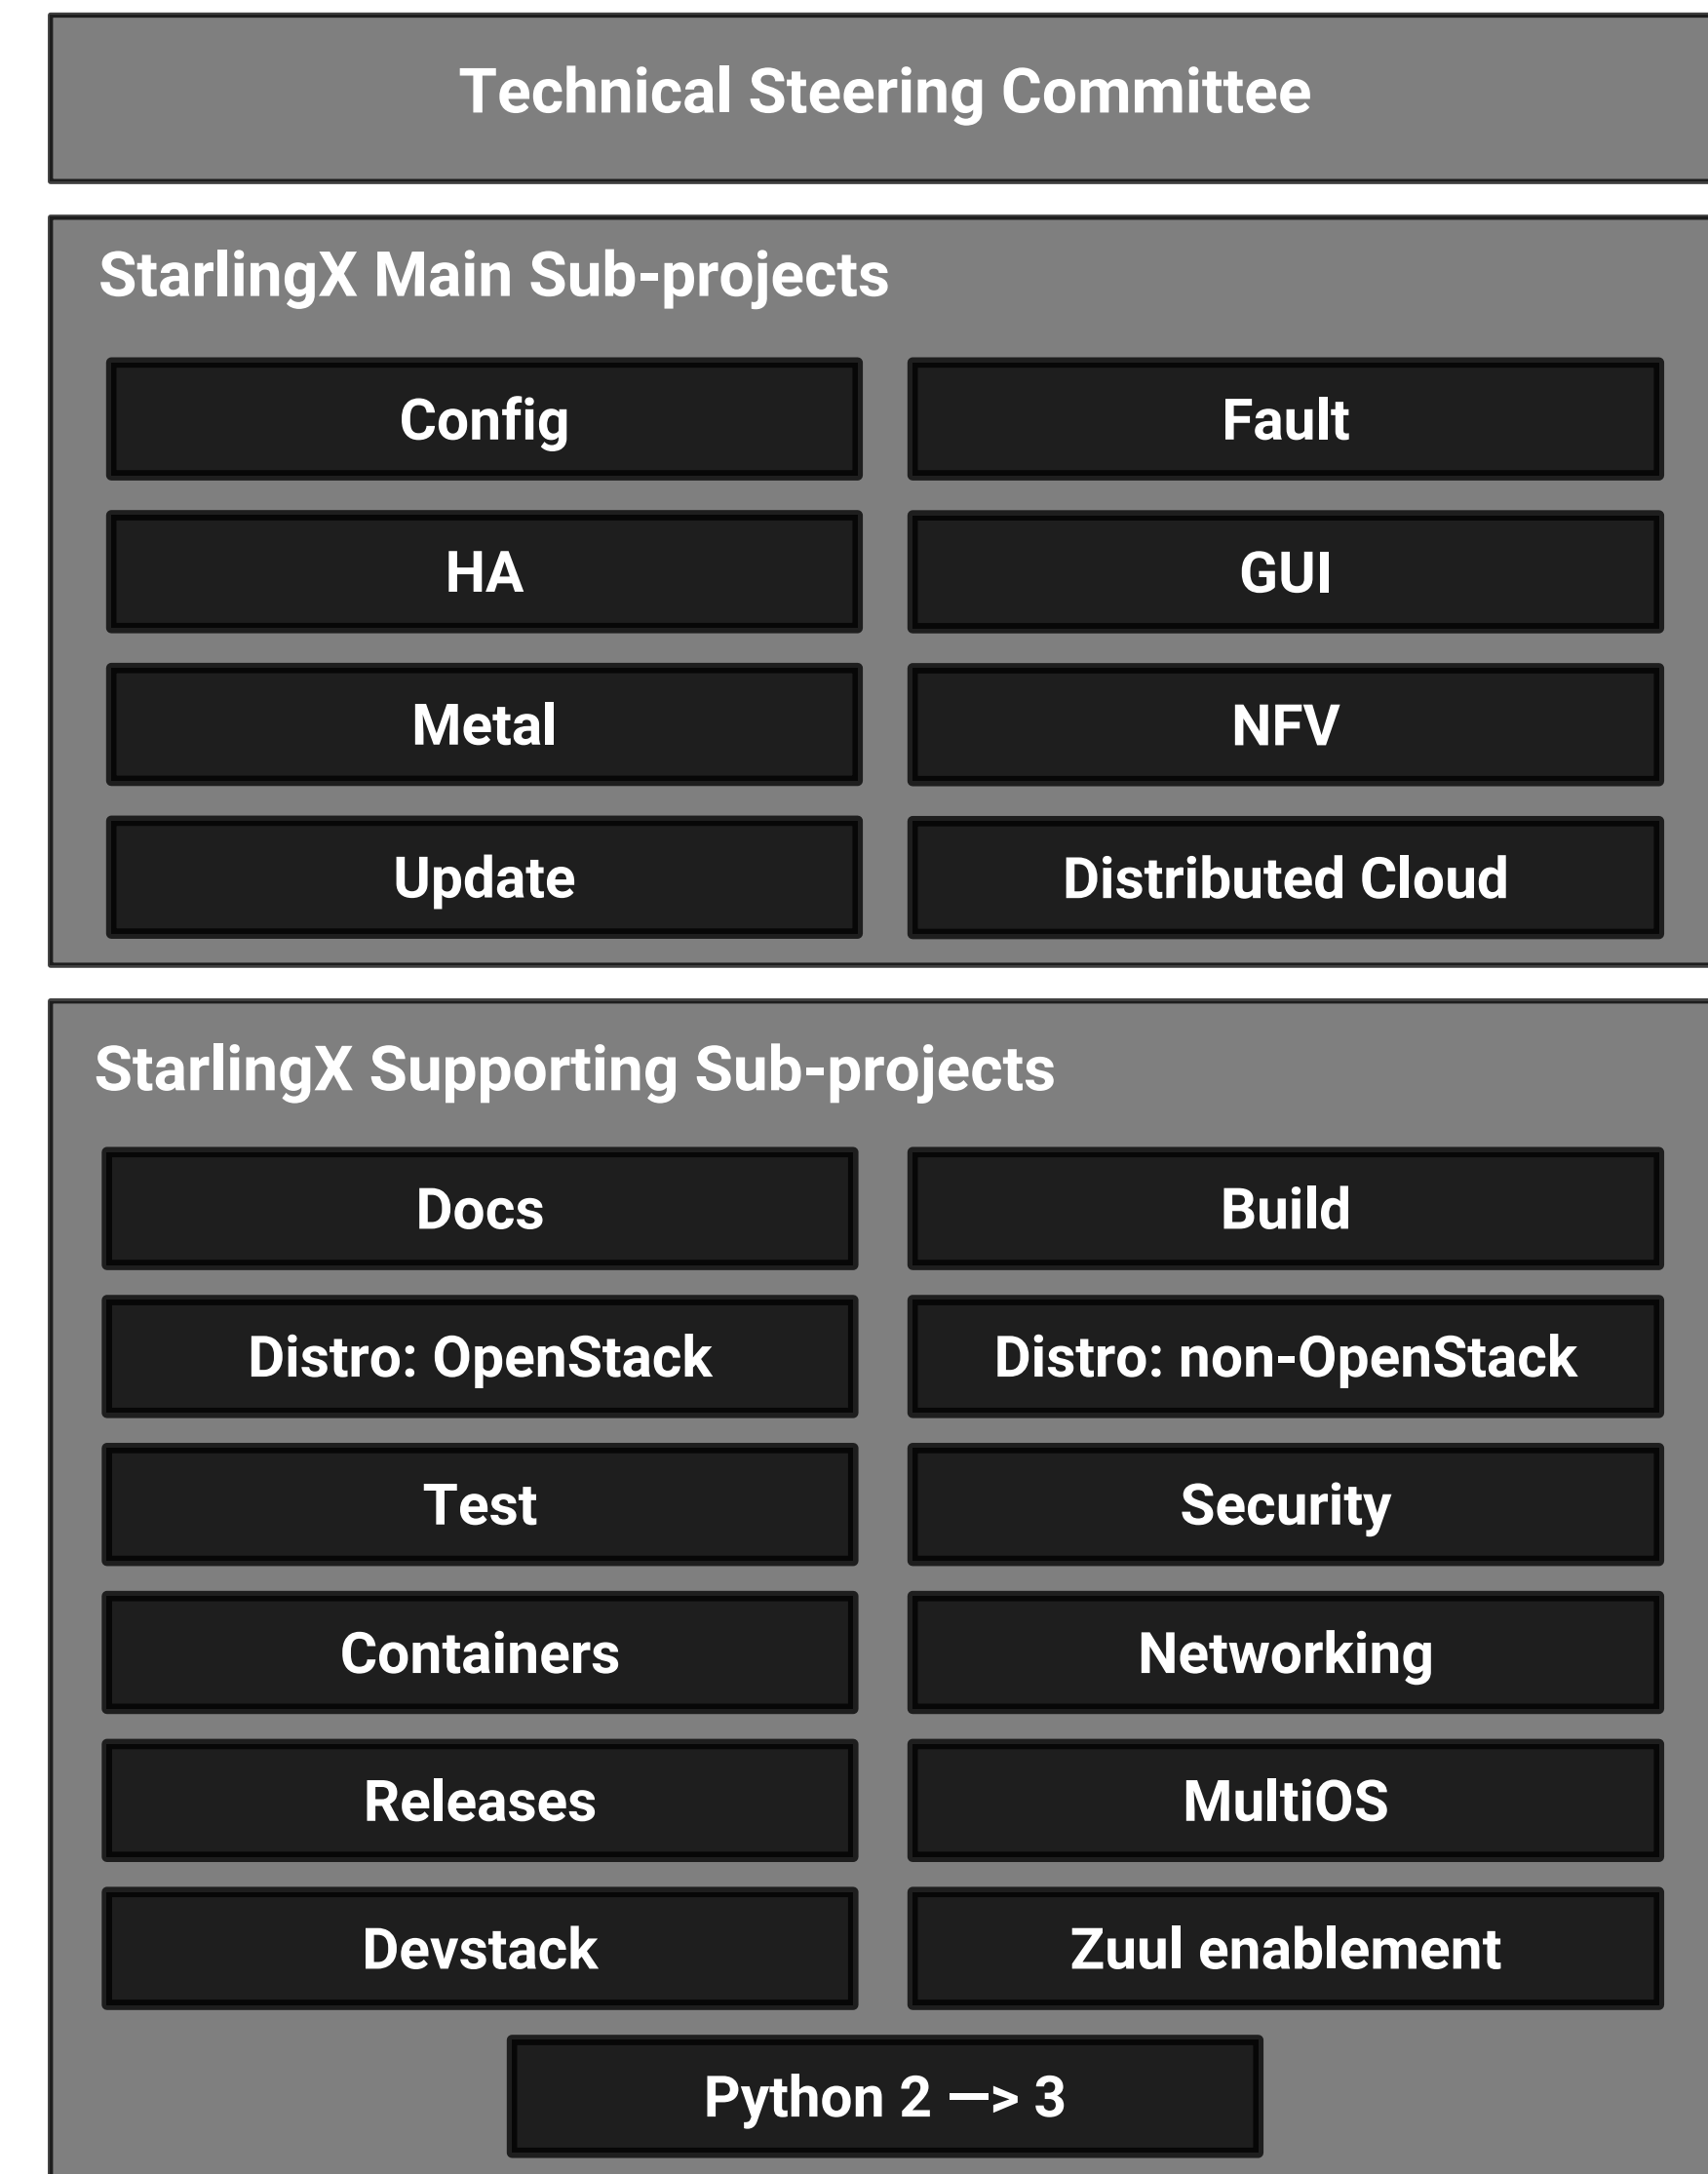 Technical Steering Committee
StarlingX Main Sub-projects
Config
Fault
HA
GUI
Metal
NFV
Update
Distributed Cloud
StarlingX Supporting Sub-projects
Docs
Build
Distro: OpenStack
Distro: non-OpenStack
Test
Security
Containers
Networking
Releases
MultiOS
Devstack
Zuul enablement
Python 2 —> 3